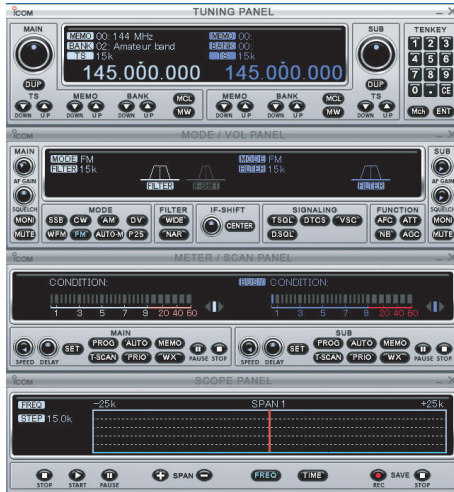 ICOM TUNING PANEL
MAIN SUB TENKEY
MEMO 00: 144 MHz MEMO 00:
BANK 02: Amateur band BANK 00:
TS 15k TS 15k
145.000.000 145.000.000
1 2 3
4 5 6
7 8 9
0 . CE
DUP DUP
TS MEMO BANK MCL MEMO BANK MCL TS
DOWN UP DOWN UP DOWN UP MW DOWN UP DOWN UP MW DOWN UP Mch ENT
ICOM MODE / VOL PANEL
MAIN SUB
MODE FM MODE FM
FILTER 15k FILTER 15k
AF GAIN FILTER IF-SHIFT FILTER AF GAIN
SQUELCH MODE FILTER IF-SHIFT SIGNALING FUNCTION SQUELCH
MONI SSB CW AM DV WIDE CENTER TSQL DTCS VSC AFC ATT MONI
MUTE WFM FM AUTO-M P25 NAR D.SQL NB AGC MUTE
ICOM METER / SCAN PANEL
CONDITION: BUSY CONDITION:
1 3 5 7 9 20 40 60 1 3 5 7 9 20 40 60
MAIN SUB
SET PROG AUTO MEMO SET PROG AUTO MEMO
SPEED DELAY T-SCAN PRIO WX PAUSE STOP SPEED DELAY T-SCAN PRIO WX PAUSE STOP
ICOM SCOPE PANEL
FREQ -25k SPAN 1 +25k
STEP 15.0k
SPAN FREQ TIME SAVE
STOP START PAUSE REC STOP